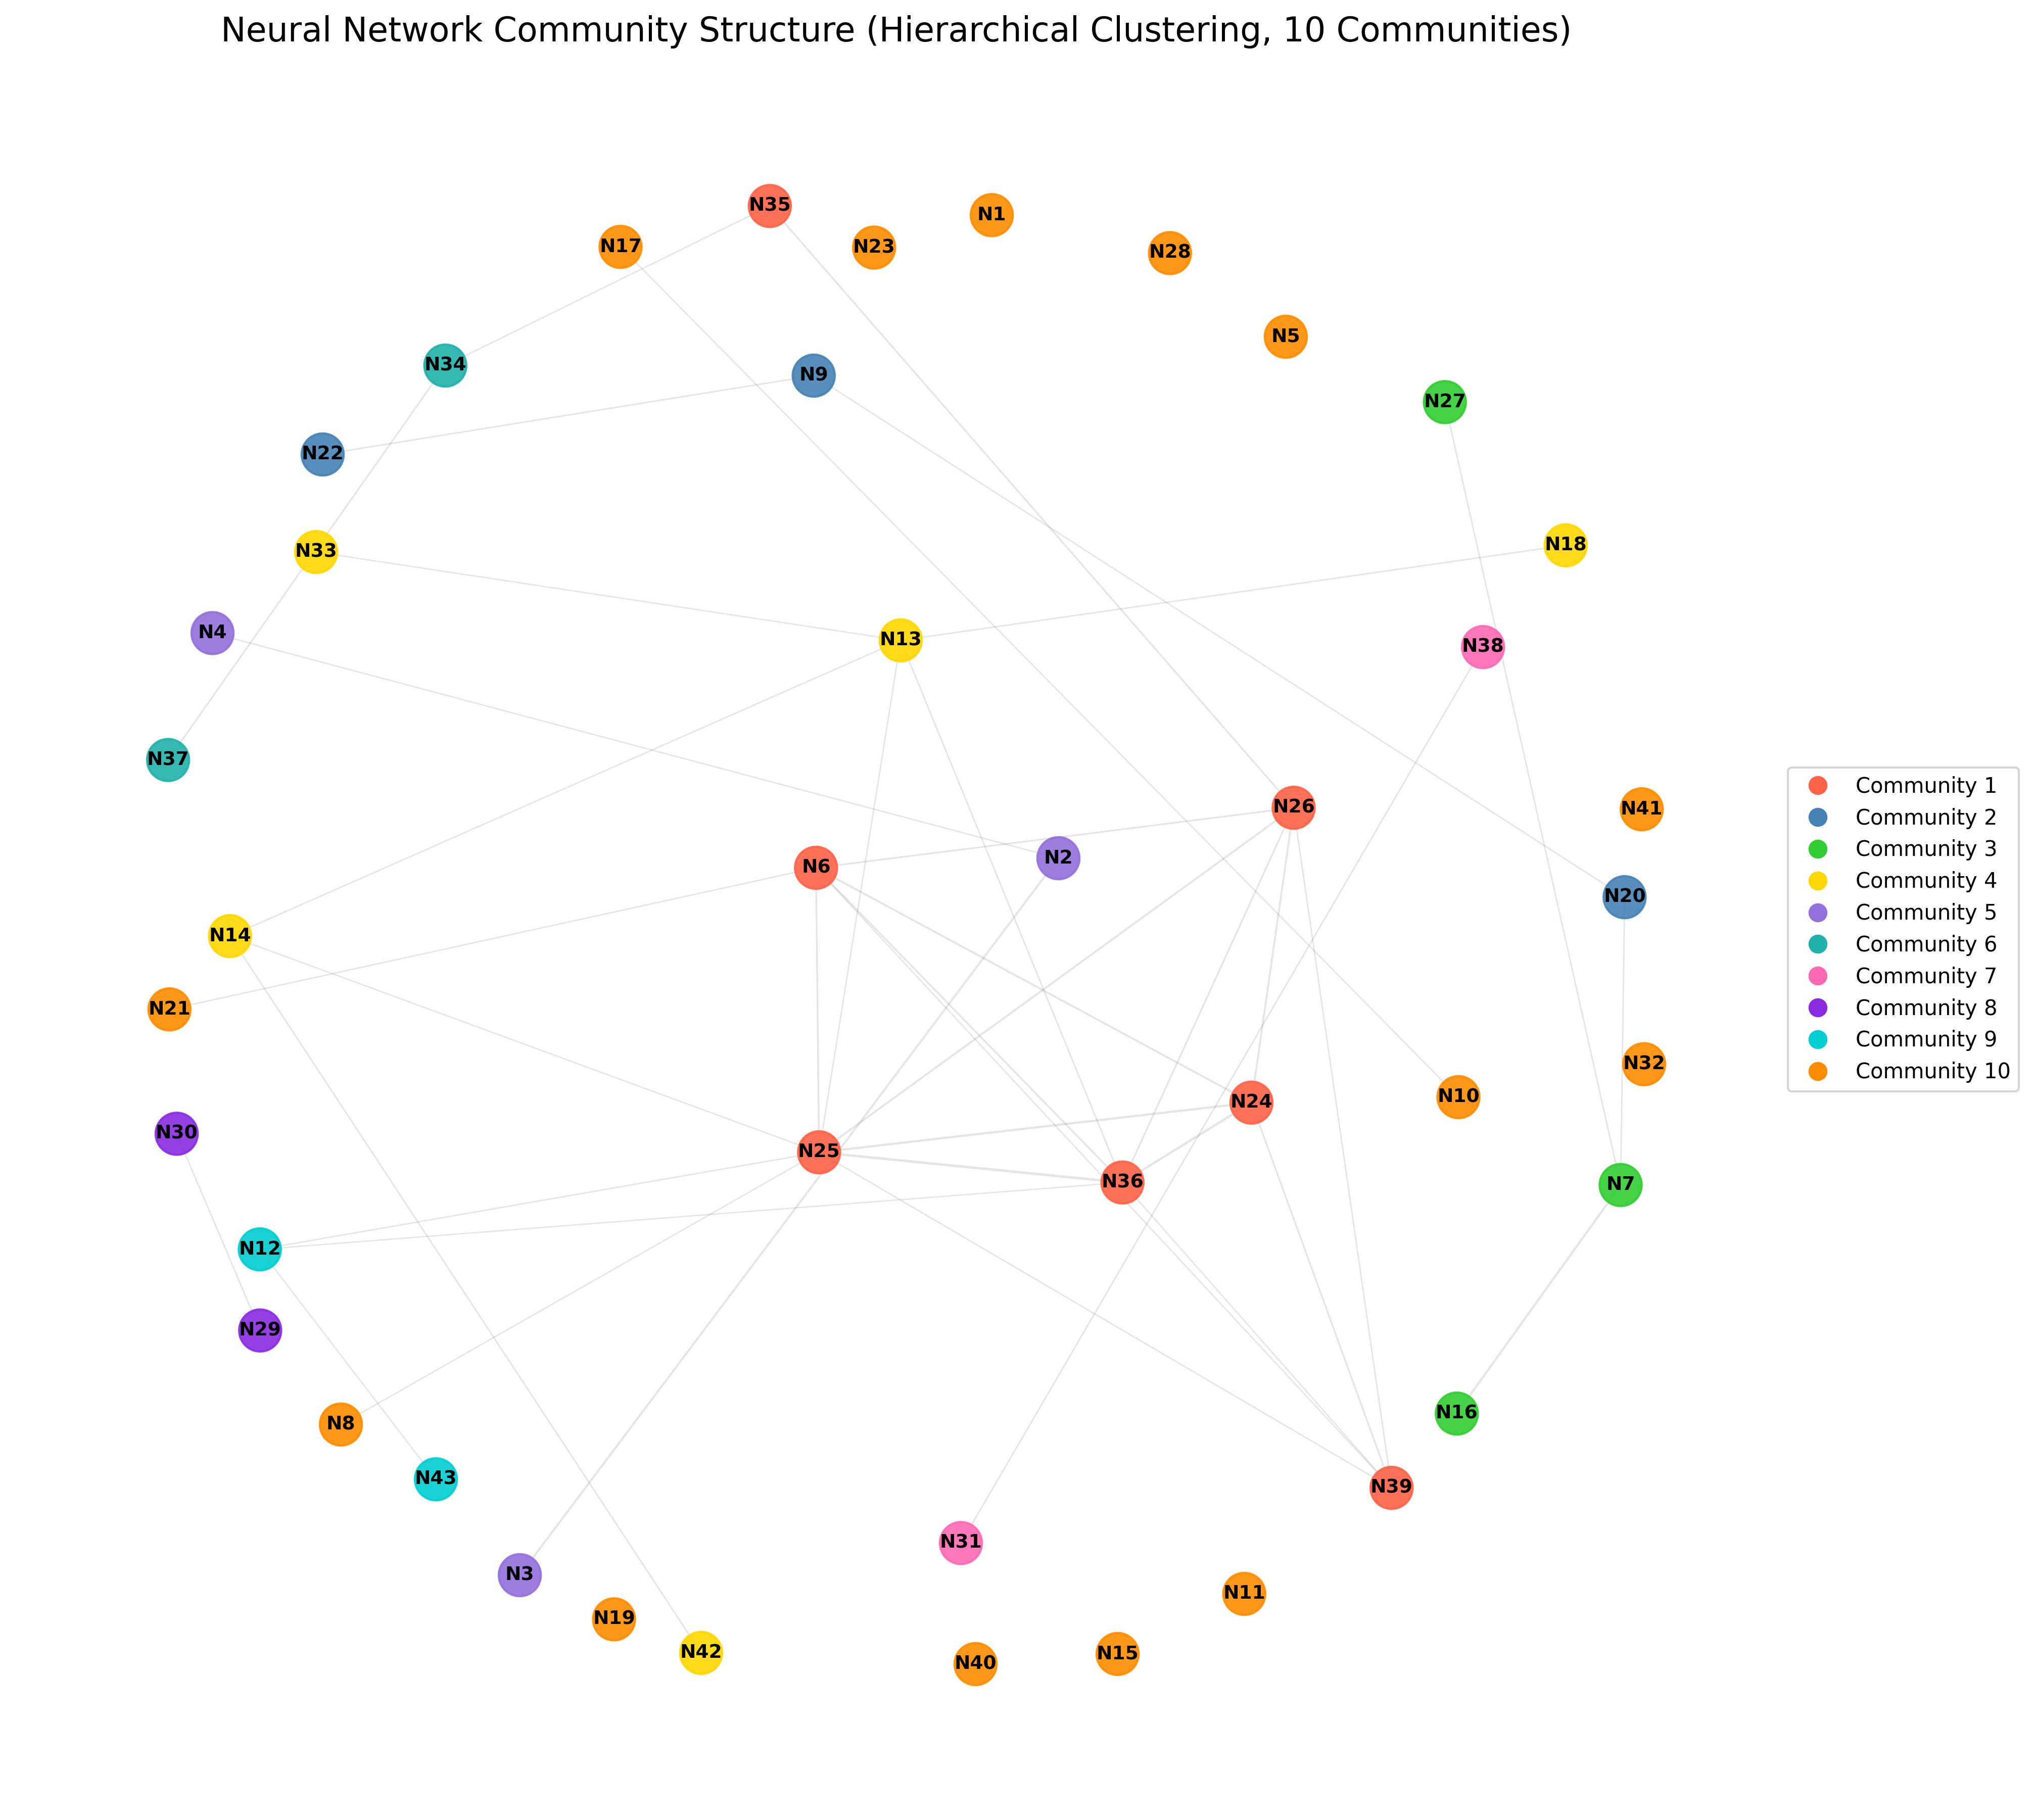 Neural Network Community Structure (Hierarchical Clustering, 10 Communities)
N35
N1
N17
N23
N28
N5
N34
N9
N27
N22
N18
N33
N4
N13
N38
N37
N26
N41
N2
N6
N20
N14
N21
N32
N10
N24
N30
N25
N36
N7
N12
N29
N16
N8
N43
N39
N31
N3
N11
N19
N42
N15
N40
Community 1
Community 2
Community 3
Community 4
Community 5
Community 6
Community 7
Community 8
Community 9
Community 10